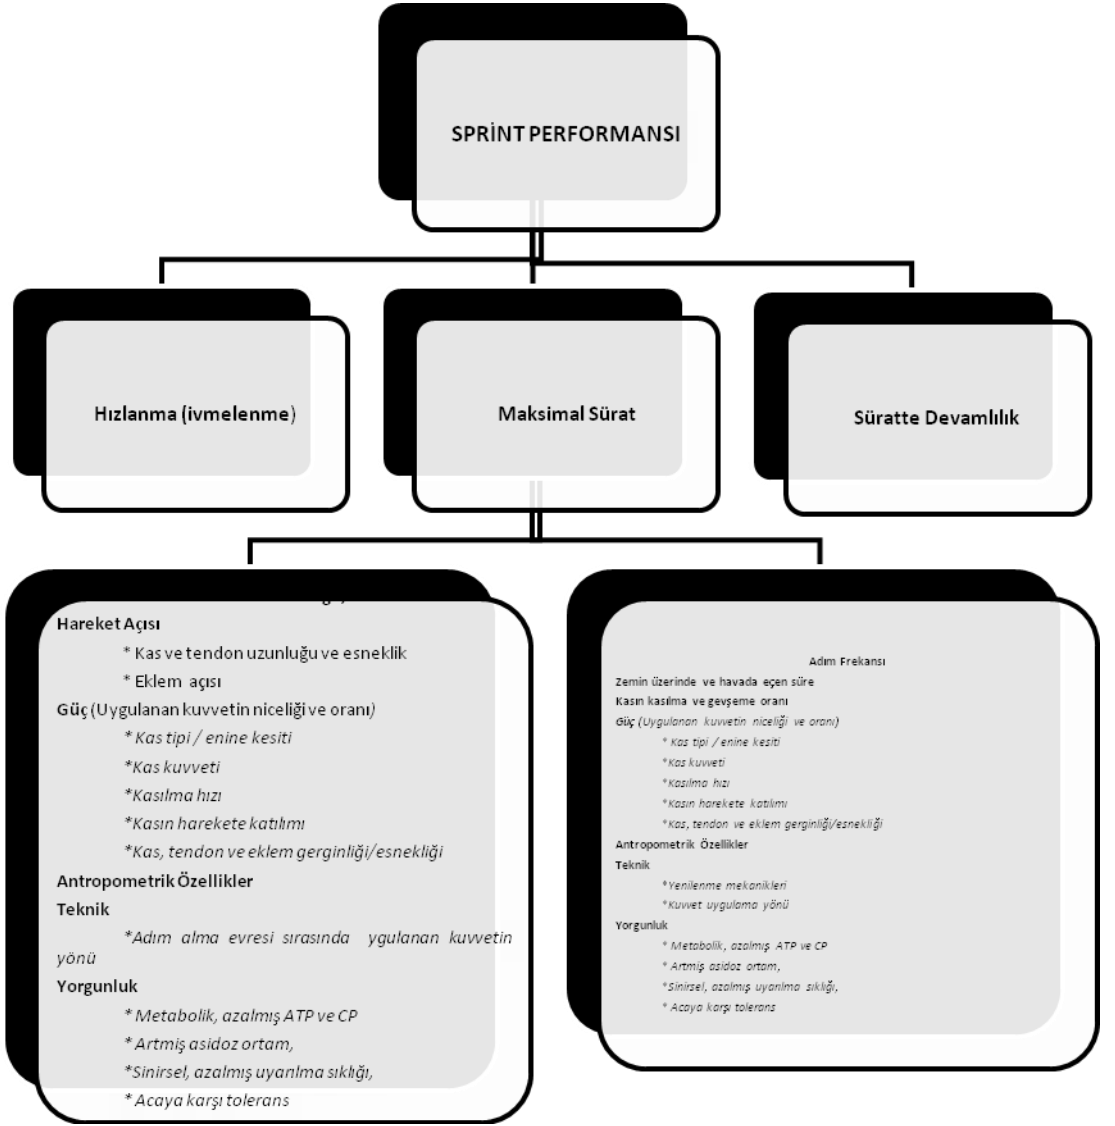 SPRİNT PERFORMANSI
Hızlanma (ivmelenme)
Maksimal Sürat
Süratte Devamlılık
Hareket Açısı
* Kas ve tendon uzunluğu ve esneklik
* Eklem açısı
Güç (Uygulanan kuvvetin niceliği ve oranı)
* Kas tipi / enine kesiti
*Kas kuvveti
*Kasılma hızı
*Kasın harekete katılımı
*Kas, tendon ve eklem gerginliği/esnekliği
Antropometrik Özellikler
Teknik
*Adım alma evresi sırasında ygulanan kuvvetin
yönü
Yorgunluk
* Metabolik, azalmış ATP ve CP
* Artmiş asidoz ortam,
*Sinirsel, azalmış uyarılma sıklığı,
* Acaya karşı tolerans
Adım Frekansı
Zemin üzerinde ve havada eçen süre
Kasın kasılma ve gevşeme oranı
Güç (Uygulanan kuvvetin niceliği ve oranı)
* Kas tipi / enine kesiti
*Kas kuvveti
*Kasılma hızı
*Kasın harekete katılımı
*Kas, tendon ve eklem gerginliği/esnekliği
Antropometrik Özellikler
Teknik
*Yenilenme mekanikleri
*Kuvvet uygulama yönü
Yorgunluk
* Metabolik, azalmış ATP ve CP
* Artmiş asidoz ortam,
*Sinirsel, azalmış uyarılma sıklığı,
* Acaya karşı tolerans